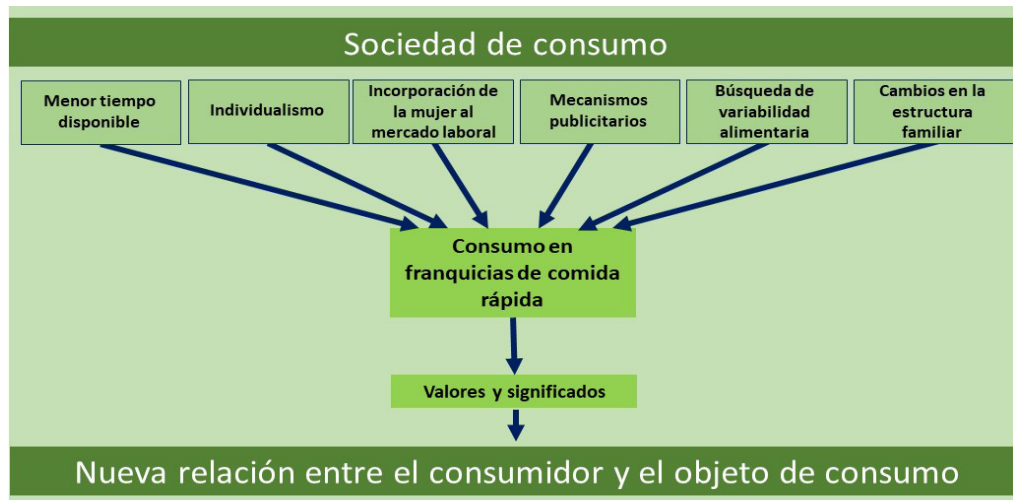 Sociedad de consumo
Menor tiempo
disponible
Individualismo
Incorporación de
la mujer al
mercado laboral
Mecanismos
publicitarios
Búsqueda de
variabilidad
alimentaria
Cambios en la
estructura
familiar
Consumo en
franquicias de comida
rápida
Valores y significados
Nueva relación entre el consumidor y el objeto de consumo